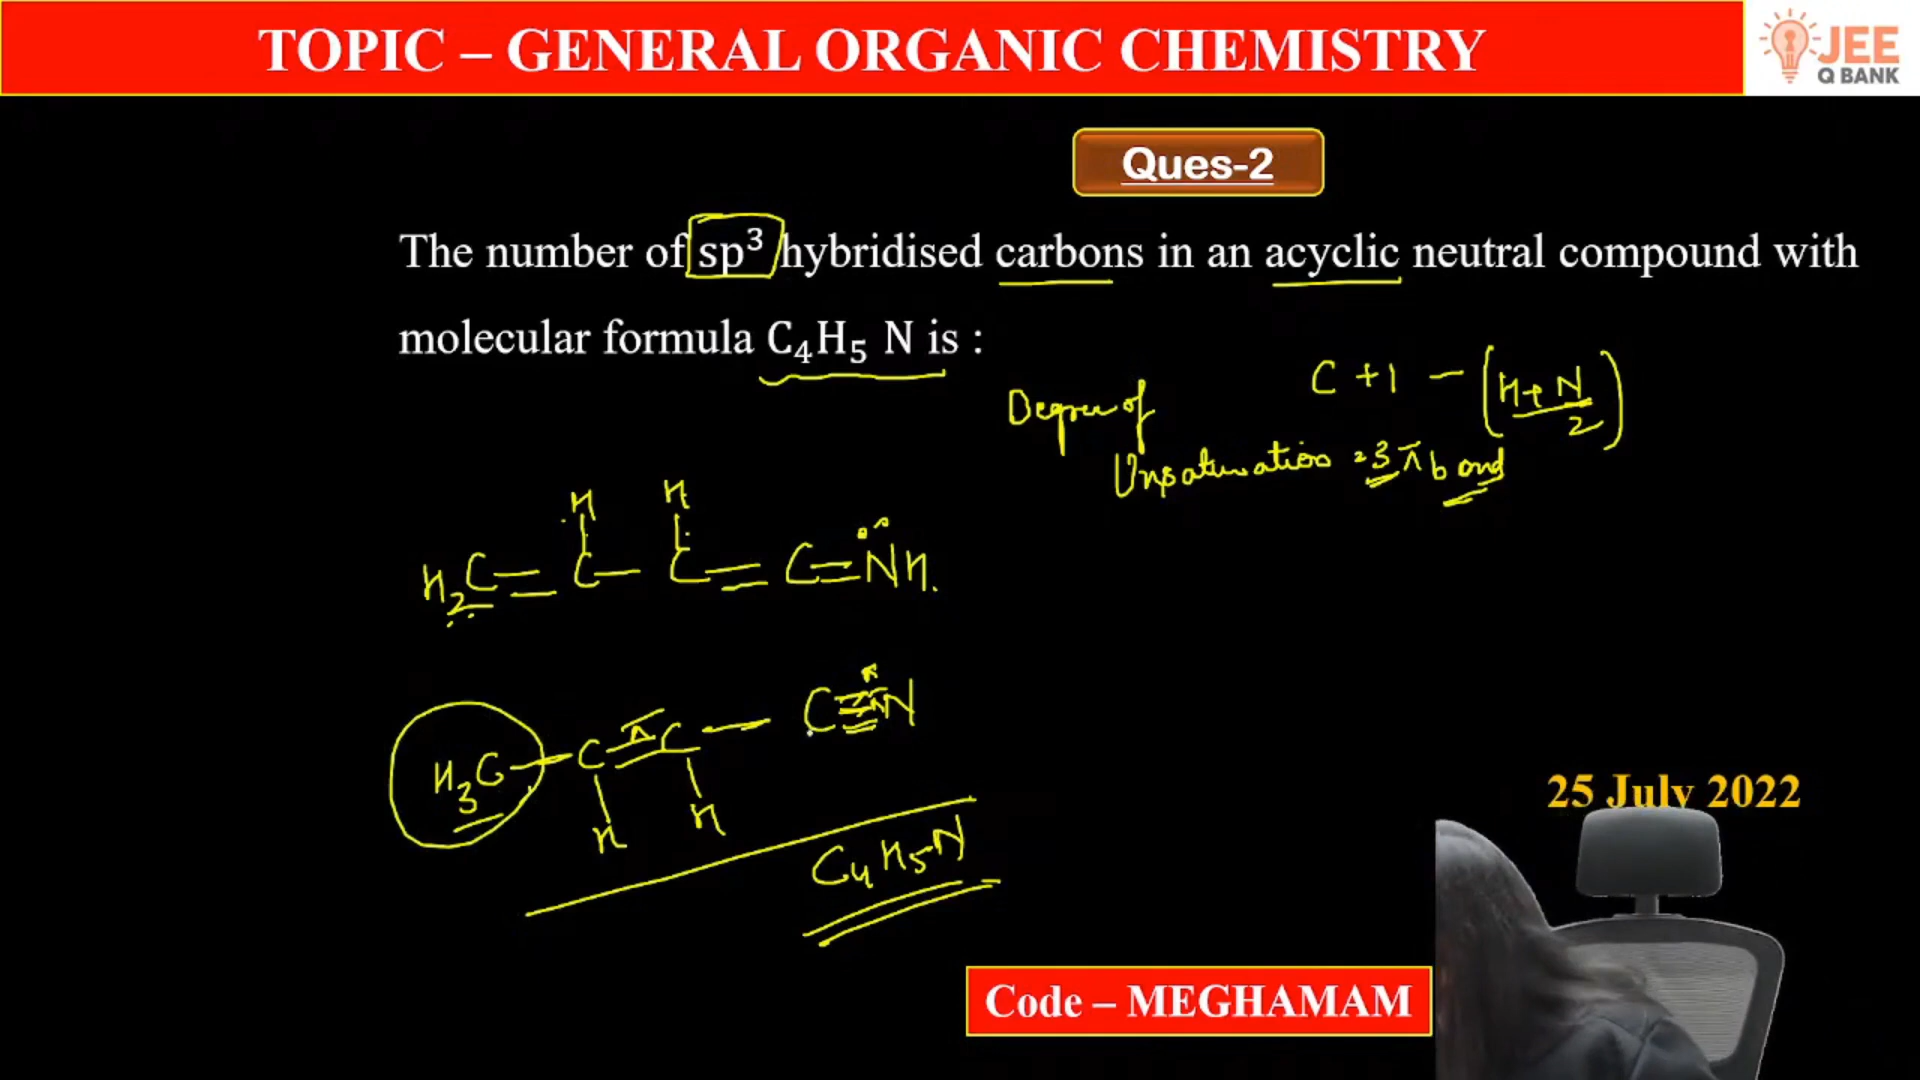 TOPIC – GENERAL ORGANIC CHEMISTRY
JEE
Q BANK
Ques-2
The number of sp³ hybridised carbons in an acyclic neutral compound with
molecular formula C₄H₅ N is :
C + 1 − (H + N / 2)
Degree of
Unsaturation = 3 π bond
H H
H₂C = C – C = C = N̈H.
π
H₃C – C = C – C ≡ N
π π
H H
C₄H₅N
25 July 2022
Code – MEGHAMAM